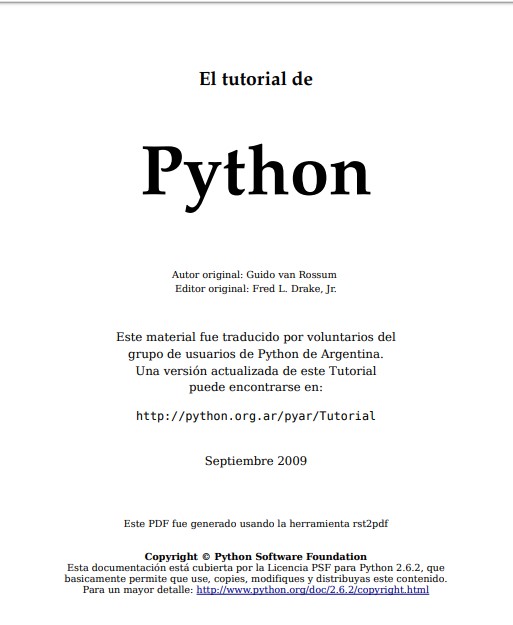 El tutorial de
Python
Autor original: Guido van Rossum
Editor original: Fred L. Drake, Jr.
Este material fue traducido por voluntarios del
grupo de usuarios de Python de Argentina.
Una versión actualizada de este Tutorial
puede encontrarse en:
http://python.org.ar/pyar/Tutorial
Septiembre 2009
Este PDF fue generado usando la herramienta rst2pdf
Copyright © Python Software Foundation
Esta documentación está cubierta por la Licencia PSF para Python 2.6.2, que
basicamente permite que use, copies, modifiques y distribuyas este contenido.
Para un mayor detalle: http://www.python.org/doc/2.6.2/copyright.html